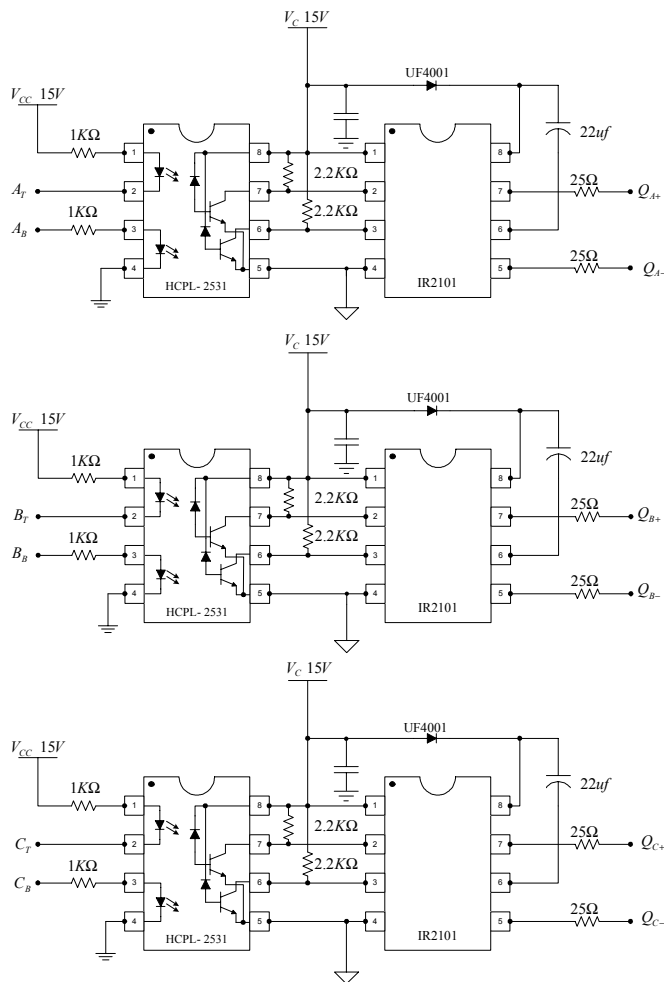 V_C 15V
UF4001
V_CC 15V
1KΩ
22uf
1 8 1 8
2.2KΩ
25Ω
A_T 2 7 2 7 Q_A+
1KΩ
2.2KΩ
A_B 3 6 3 6
25Ω
4 5 4 5 Q_A−
HCPL- 2531
IR2101
V_C 15V
UF4001
V_CC 15V
1KΩ
22uf
1 8 1 8
2.2KΩ
25Ω
B_T 2 7 2 7 Q_B+
1KΩ
2.2KΩ
B_B 3 6 3 6
25Ω
4 5 4 5 Q_B−
HCPL- 2531
IR2101
V_C 15V
UF4001
V_CC 15V
1KΩ
22uf
1 8 1 8
2.2KΩ
25Ω
C_T 2 7 2 7 Q_C+
1KΩ
2.2KΩ
C_B 3 6 3 6
25Ω
4 5 4 5 Q_C−
HCPL- 2531
IR2101